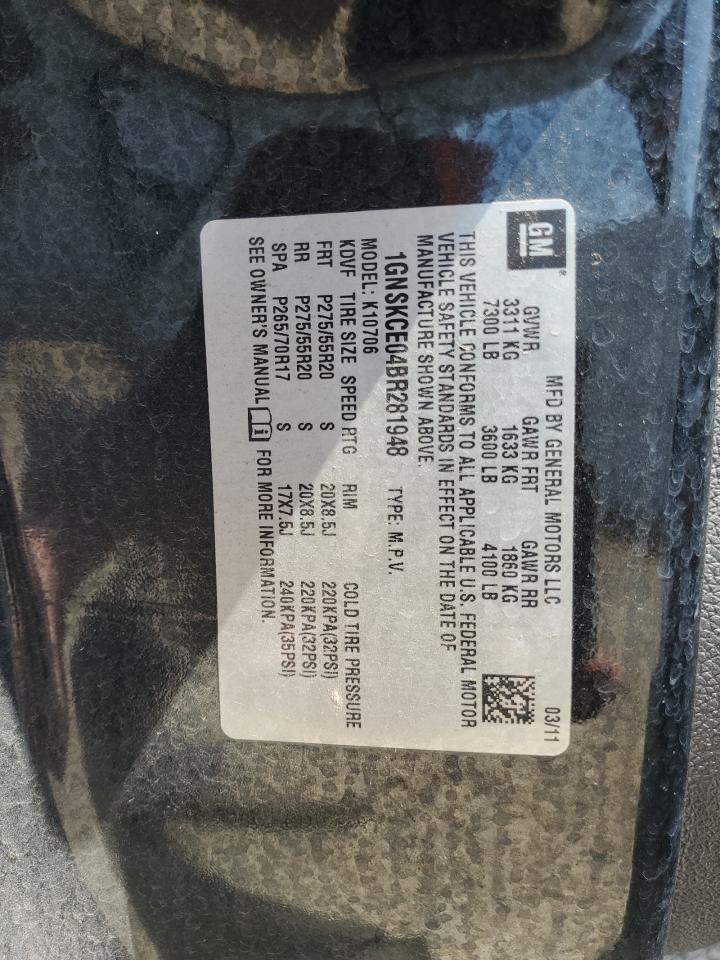 GM ®
MFD BY GENERAL MOTORS LLC 03/11
GVWR GAWR FRT GAWR RR
3311 KG 1633 KG 1860 KG
7300 LB 3600 LB 4100 LB
THIS VEHICLE CONFORMS TO ALL APPLICABLE U.S. FEDERAL MOTOR
VEHICLE SAFETY STANDARDS IN EFFECT ON THE DATE OF
MANUFACTURE SHOWN ABOVE.
1GNSKCE04BR281948 TYPE: M.P.V.
MODEL: K10706
KDVF TIRE SIZE SPEED RTG RIM COLD TIRE PRESSURE
FRT P275/55R20 S 20X8.5J 220KPA(32PSI)
RR P275/55R20 S 20X8.5J 220KPA(32PSI)
SPA P265/70R17 S 17X7.5J 240KPA(35PSI)
SEE OWNER'S MANUAL i FOR MORE INFORMATION.